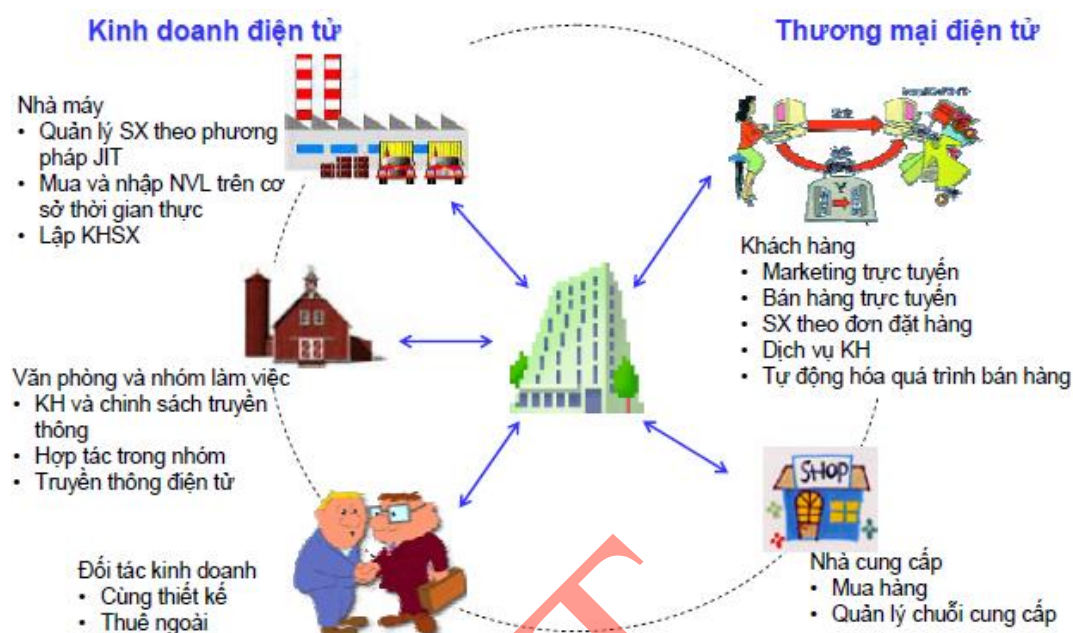 Kinh doanh điện tử
Thương mại điện tử
Nhà máy
• Quản lý SX theo phương
pháp JIT
• Mua và nhập NVL trên cơ
sở thời gian thực
• Lập KHSX
Khách hàng
• Marketing trực tuyến
• Bán hàng trực tuyến
• SX theo đơn đặt hàng
• Dịch vụ KH
• Tự động hóa quá trình bán hàng
Văn phòng và nhóm làm việc
• KH và chính sách truyền
thông
• Hợp tác trong nhóm
• Truyền thông điện tử
SHOP
Đối tác kinh doanh
• Cùng thiết kế
• Thuê ngoài
Nhà cung cấp
• Mua hàng
• Quản lý chuỗi cung cấp
T